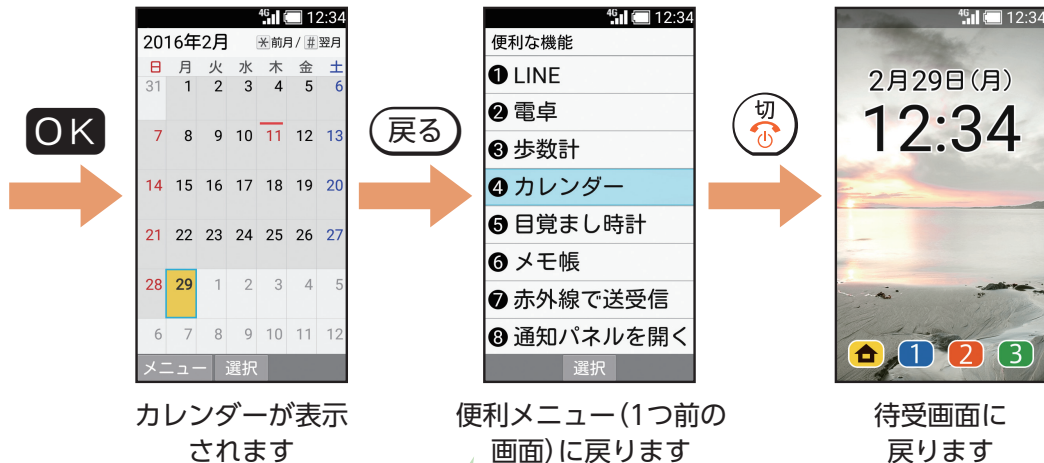 OK
4G 12:34
2016年2月 ＊前月/ # 翌月
日 月 火 水 木 金 土
31 1 2 3 4 5 6
7 8 9 10 11 12 13
14 15 16 17 18 19 20
21 22 23 24 25 26 27
28 29 1 2 3 4 5
6 7 8 9 10 11 12
メニュー 選択
カレンダーが表示
されます
戻る
4G 12:34
便利な機能
❶ LINE
❷ 電卓
❸ 歩数計
❹ カレンダー
❺ 目覚まし時計
❻ メモ帳
❼ 赤外線で送受信
❽ 通知パネルを開く
選択
便利メニュー(1つ前の
画面)に戻ります
切
4G 12:34
2月29日(月)
12:34
1 2 3
待受画面に
戻ります